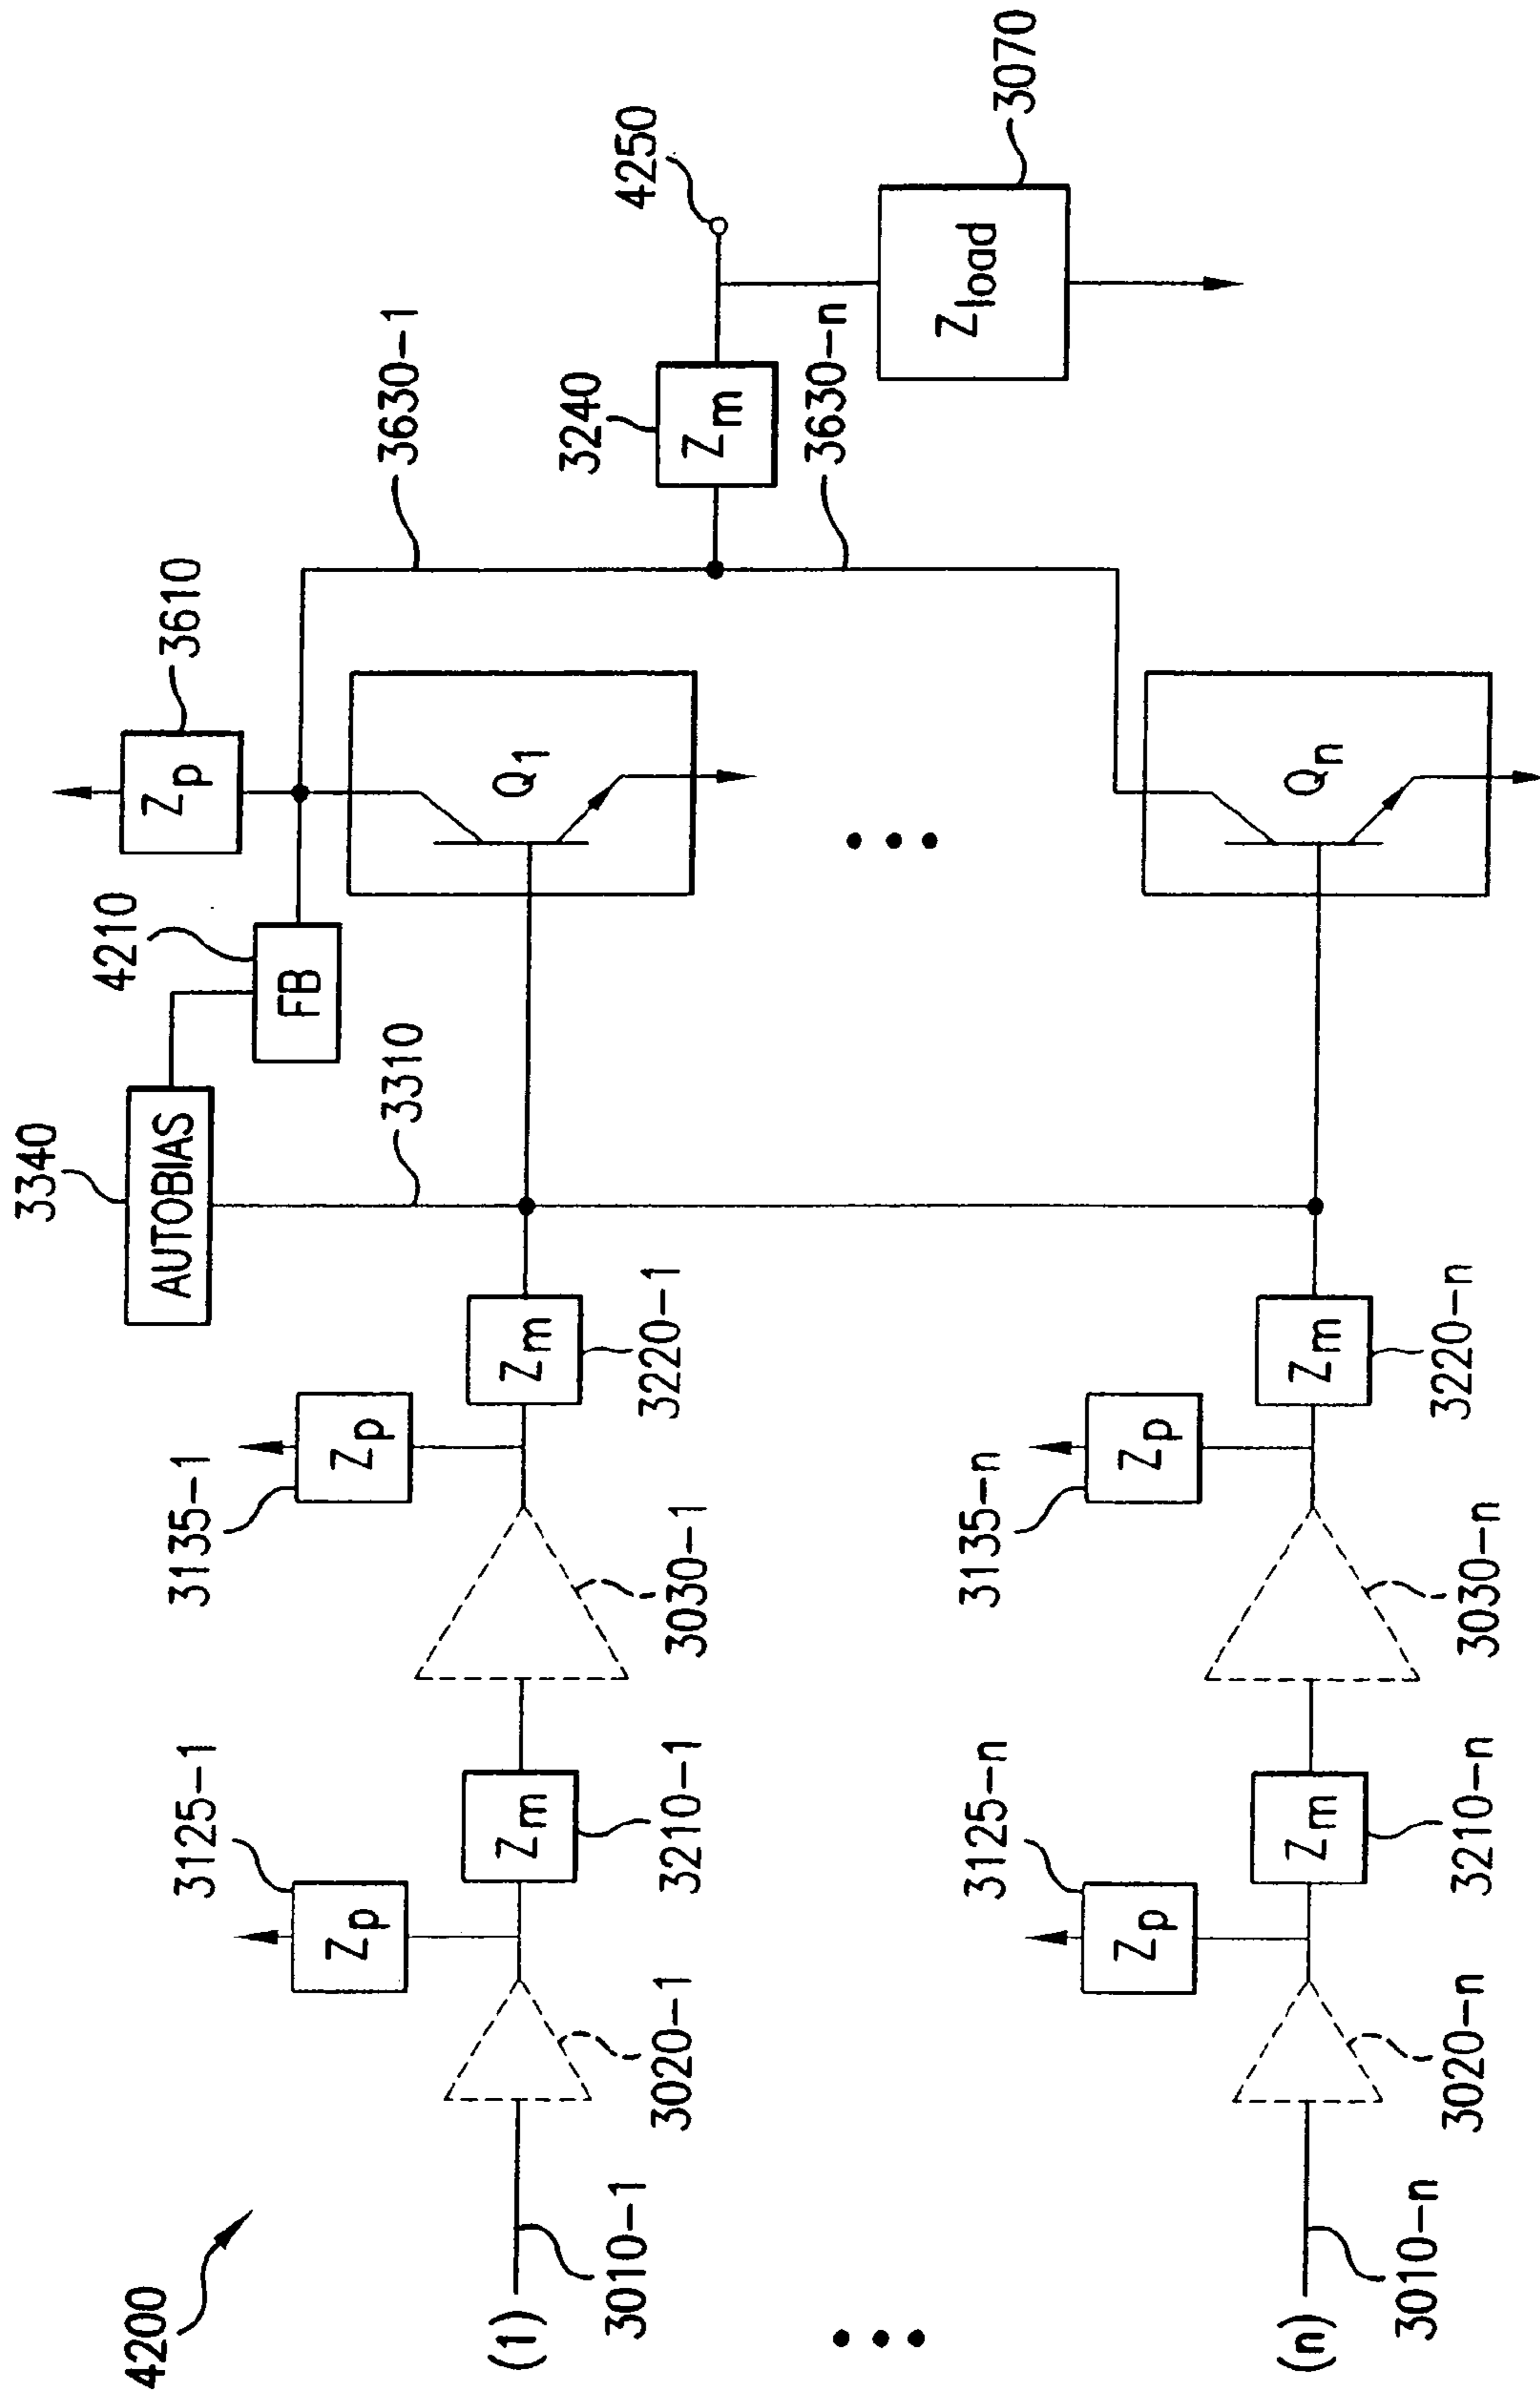 4200
(1)
3010-1
3020-1
3125-1
Zp
Zm
3210-1
3030-1
3135-1
Zp
Zm
3220-1
3340
AUTOBIAS
3310
4210
FB
Zp
3610
Q1
3630-1
3240
Zm
4250
Zload
3070
3630-n
(n)
3010-n
3020-n
3125-n
Zp
Zm
3210-n
3030-n
3135-n
Zp
Zm
3220-n
Qn